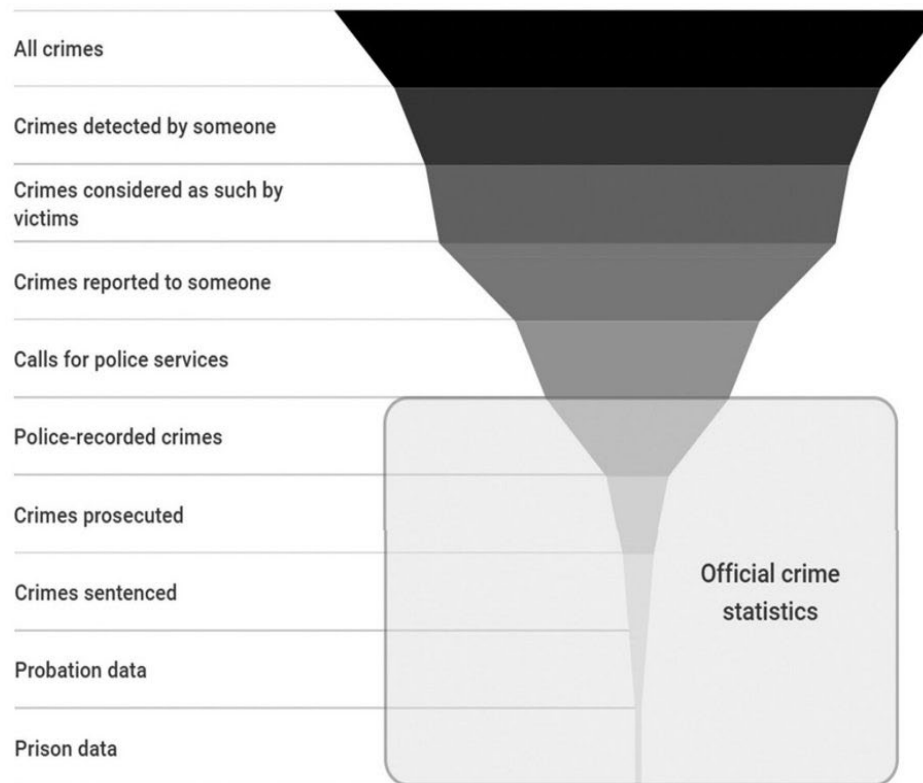 All crimes
Crimes detected by someone
Crimes considered as such by
victims
Crimes reported to someone
Calls for police services
Police-recorded crimes
Crimes prosecuted
Crimes sentenced
Probation data
Prison data
Official crime
statistics